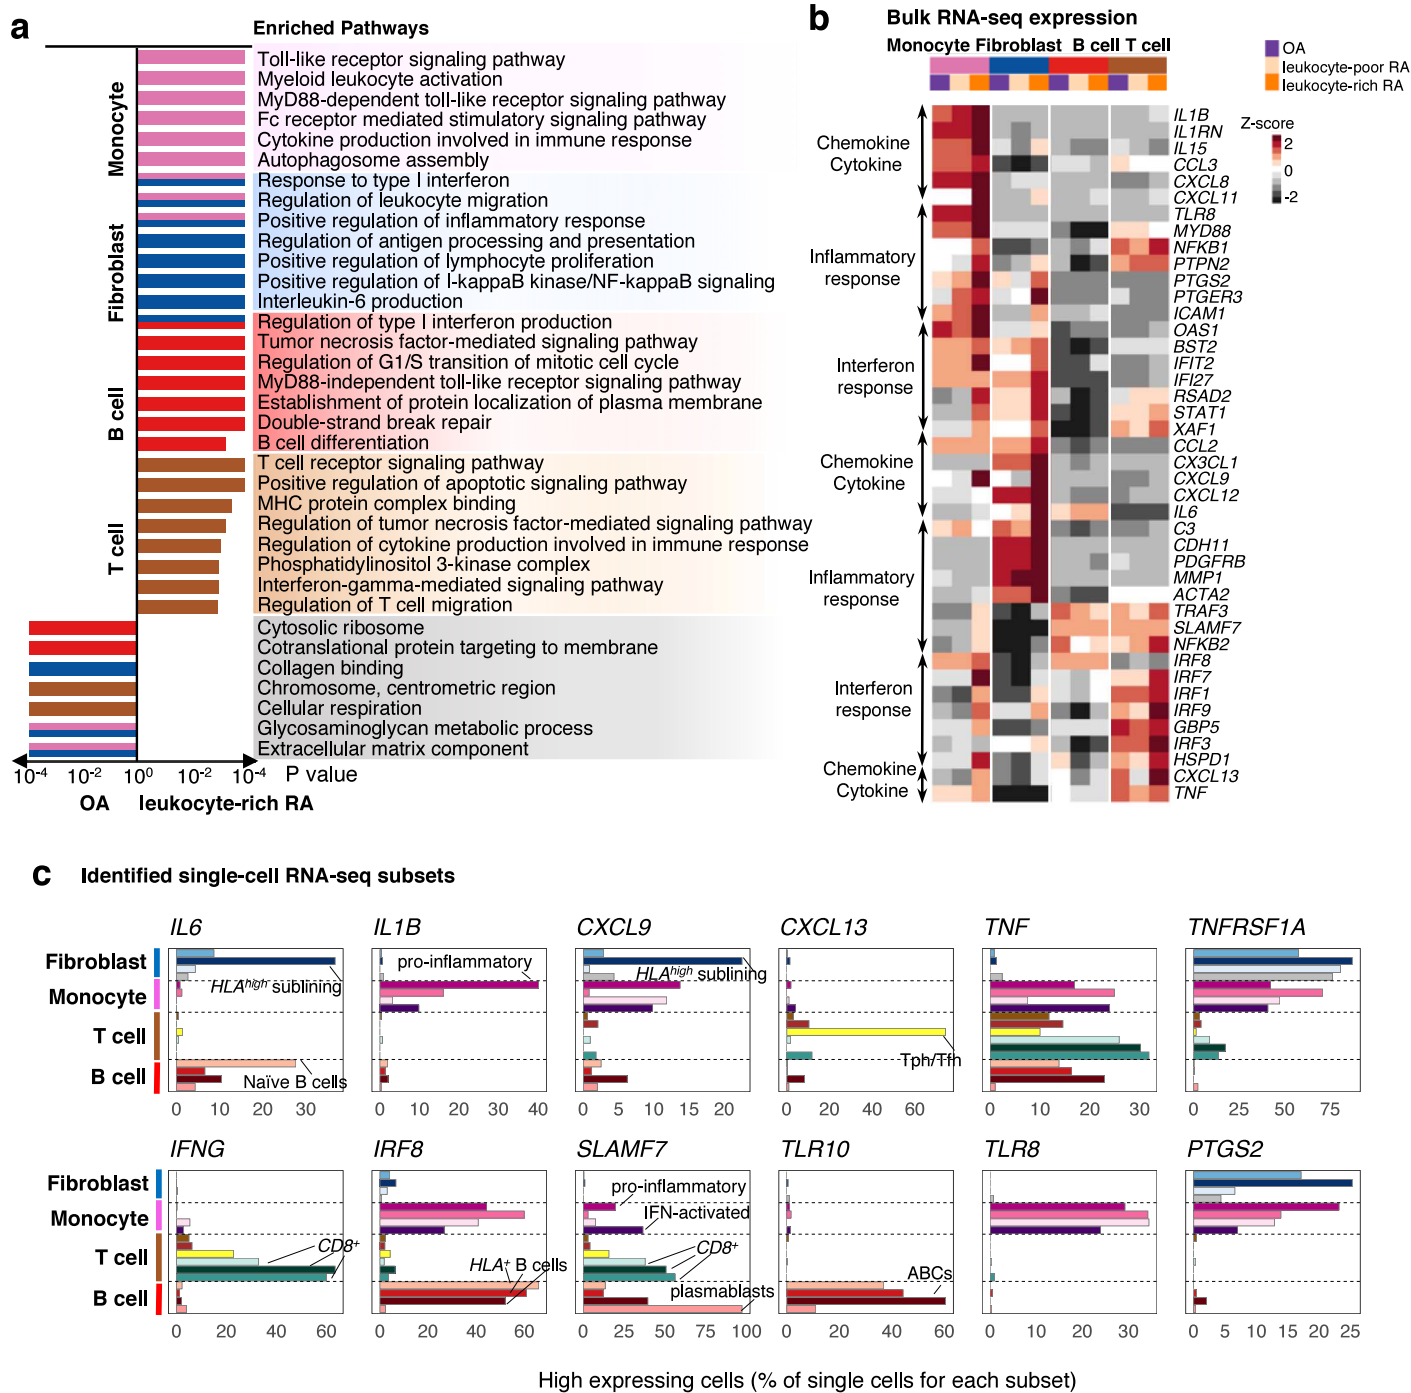 a
Enriched Pathways
Monocyte
Toll-like receptor signaling pathway
Myeloid leukocyte activation
MyD88-dependent toll-like receptor signaling pathway
Fc receptor mediated stimulatory signaling pathway
Cytokine production involved in immune response
Autophagosome assembly
Fibroblast
Response to type I interferon
Regulation of leukocyte migration
Positive regulation of inflammatory response
Regulation of antigen processing and presentation
Positive regulation of lymphocyte proliferation
Positive regulation of I-kappaB kinase/NF-kappaB signaling
Interleukin-6 production
B cell
Regulation of type I interferon production
Tumor necrosis factor-mediated signaling pathway
Regulation of G1/S transition of mitotic cell cycle
MyD88-independent toll-like receptor signaling pathway
Establishment of protein localization of plasma membrane
Double-strand break repair
B cell differentiation
T cell
T cell receptor signaling pathway
Positive regulation of apoptotic signaling pathway
MHC protein complex binding
Regulation of tumor necrosis factor-mediated signaling pathway
Regulation of cytokine production involved in immune response
Phosphatidylinositol 3-kinase complex
Interferon-gamma-mediated signaling pathway
Regulation of T cell migration
Cytosolic ribosome
Cotranslational protein targeting to membrane
Collagen binding
Chromosome, centrometric region
Cellular respiration
Glycosaminoglycan metabolic process
Extracellular matrix component
10⁻⁴ 10⁻² 10⁰ 10⁻² 10⁻⁴ P value
OA leukocyte-rich RA
b
Bulk RNA-seq expression
Monocyte Fibroblast B cell T cell
OA
leukocyte-poor RA
leukocyte-rich RA
Z-score
2
0
-2
Chemokine
Cytokine
Inflammatory
response
Interferon
response
Chemokine
Cytokine
Inflammatory
response
Interferon
response
Chemokine
Cytokine
IL1B
IL1RN
IL15
CCL3
CXCL8
CXCL11
TLR8
MYD88
NFKB1
PTPN2
PTGS2
PTGER3
ICAM1
OAS1
BST2
IFIT2
IFI27
RSAD2
STAT1
XAF1
CCL2
CX3CL1
CXCL9
CXCL12
IL6
C3
CDH11
PDGFRB
MMP1
ACTA2
TRAF3
SLAMF7
NFKB2
IRF8
IRF7
IRF1
IRF9
GBP5
IRF3
HSPD1
CXCL13
TNF
c
Identified single-cell RNA-seq subsets
IL6 IL1B CXCL9 CXCL13 TNF TNFRSF1A
Fibroblast
Monocyte
T cell
B cell
HLAʰⁱᵍʰ sublining
Naïve B cells
pro-inflammatory
HLAʰⁱᵍʰ sublining
Tph/Tfh
0 10 20 30
0 10 20 30 40
0 5 10 15 20
0 20 40 60
0 10 20 30
0 25 50 75
IFNG IRF8 SLAMF7 TLR10 TLR8 PTGS2
Fibroblast
Monocyte
T cell
B cell
CD8⁺
HLA⁺ B cells
pro-inflammatory
IFN-activated
CD8⁺
plasmablasts
ABCs
0 20 40 60
0 20 40 60
0 25 50 75 100
0 20 40 60
0 10 20 30
0 5 10 15 20 25
High expressing cells (% of single cells for each subset)